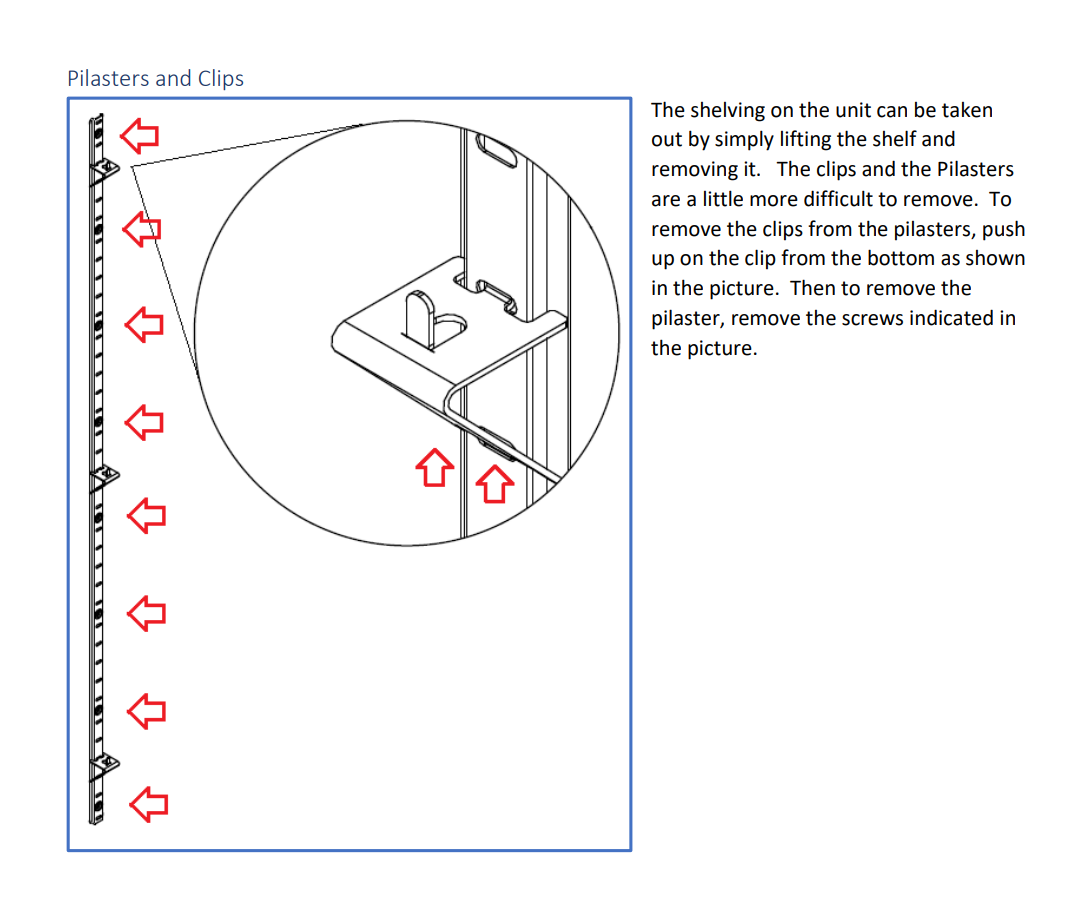 Pilasters and Clips
The shelving on the unit can be taken
out by simply lifting the shelf and
removing it.   The clips and the Pilasters
are a little more difficult to remove.  To
remove the clips from the pilasters, push
up on the clip from the bottom as shown
in the picture.  Then to remove the
pilaster, remove the screws indicated in
the picture.